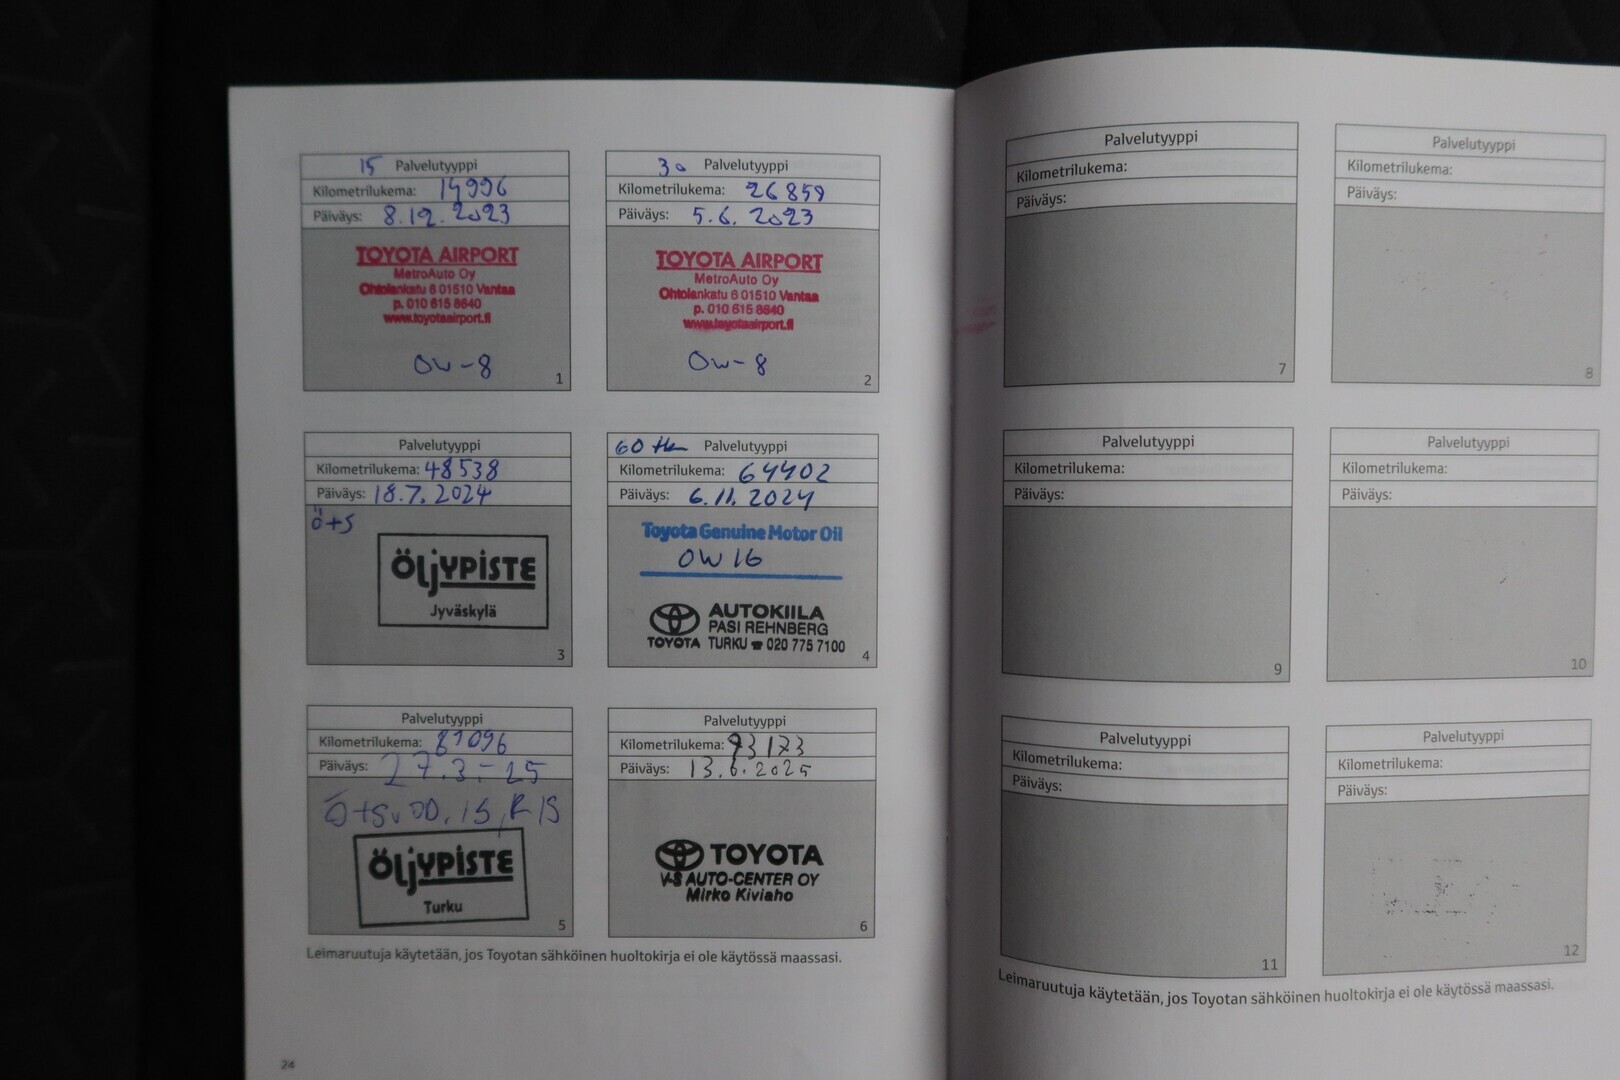 15 Palvelutyyppi
Kilometrilukema: 14996
Päiväys: 8.12.2023
TOYOTA AIRPORT
MetroAuto Oy
Ohtolankatu 6 01510 Vantaa
p. 010 615 8640
www.toyotaairport.fi
0W-8
1
30 Palvelutyyppi
Kilometrilukema: 26859
Päiväys: 5.6.2023
TOYOTA AIRPORT
MetroAuto Oy
Ohtolankatu 6 01510 Vantaa
p. 010 615 8640
www.toyotaairport.fi
0W-8
2
Palvelutyyppi
Kilometrilukema: 48538
Päiväys: 18.7.2024
Ö+S
ÖLJYPISTE
Jyväskylä
3
60 Palvelutyyppi
Kilometrilukema: 64402
Päiväys: 6.11.2024
Toyota Genuine Motor Oil
0W16
AUTOKIILA
PASI REHNBERG
TOYOTA TURKU ☎ 020 775 7100
4
Palvelutyyppi
Kilometrilukema: 81096
Päiväys: 27.3.-25
ÖLJYPISTE
Turku
5
Palvelutyyppi
Kilometrilukema: 93173
Päiväys: 13.6.2025
TOYOTA
V-S AUTO-CENTER OY
Mirko Kiviaho
6
Leimaruutuja käytetään, jos Toyotan sähköinen huoltokirja ei ole käytössä maassasi.
24
Palvelutyyppi
Kilometrilukema:
Päiväys:
7
Palvelutyyppi
Kilometrilukema:
Päiväys:
8
Palvelutyyppi
Kilometrilukema:
Päiväys:
9
Palvelutyyppi
Kilometrilukema:
Päiväys:
10
Palvelutyyppi
Kilometrilukema:
Päiväys:
11
Palvelutyyppi
Kilometrilukema:
Päiväys:
12
Leimaruutuja käytetään, jos Toyotan sähköinen huoltokirja ei ole käytössä maassasi.